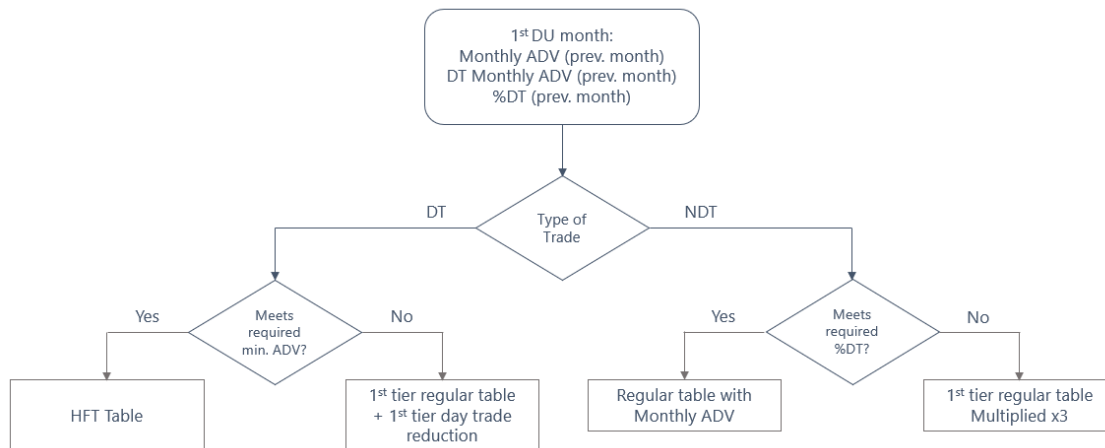 1st DU month:
Monthly ADV (prev. month)
DT Monthly ADV (prev. month)
%DT (prev. month)
DT
Type of
Trade
NDT
Yes
Meets
required
min. ADV?
No
Yes
Meets
required
%DT?
No
HFT Table
1st tier regular table
+ 1st tier day trade
reduction
Regular table with
Monthly ADV
1st tier regular table
Multiplied x3